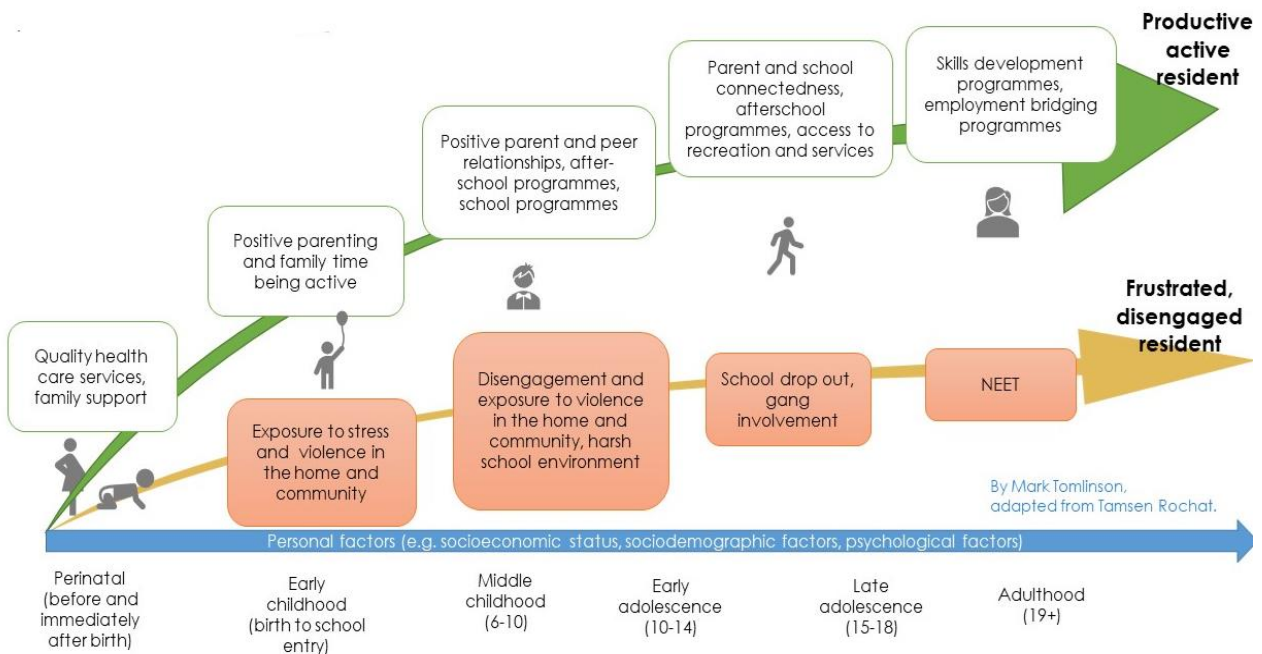 Productive
active
resident
Skills development
programmes,
employment bridging
programmes
Parent and school
connectedness,
afterschool
programmes, access to
recreation and services
Positive parent and peer
relationships, after-
school programmes,
school programmes
Positive parenting
and family time
being active
Quality health
care services,
family support
Frustrated,
disengaged
resident
Exposure to stress
and violence in
the home and
community
Disengagement and
exposure to violence
in the home and
community, harsh
school environment
School drop out,
gang
involvement
NEET
By Mark Tomlinson,
adapted from Tamsen Rochat.
Personal factors (e.g. socioeconomic status, sociodemographic factors, psychological factors)
Perinatal
(before and
immediately
after birth)
Early
childhood
(birth to school
entry)
Middle
childhood
(6-10)
Early
adolescence
(10-14)
Late
adolescence
(15-18)
Adulthood
(19+)